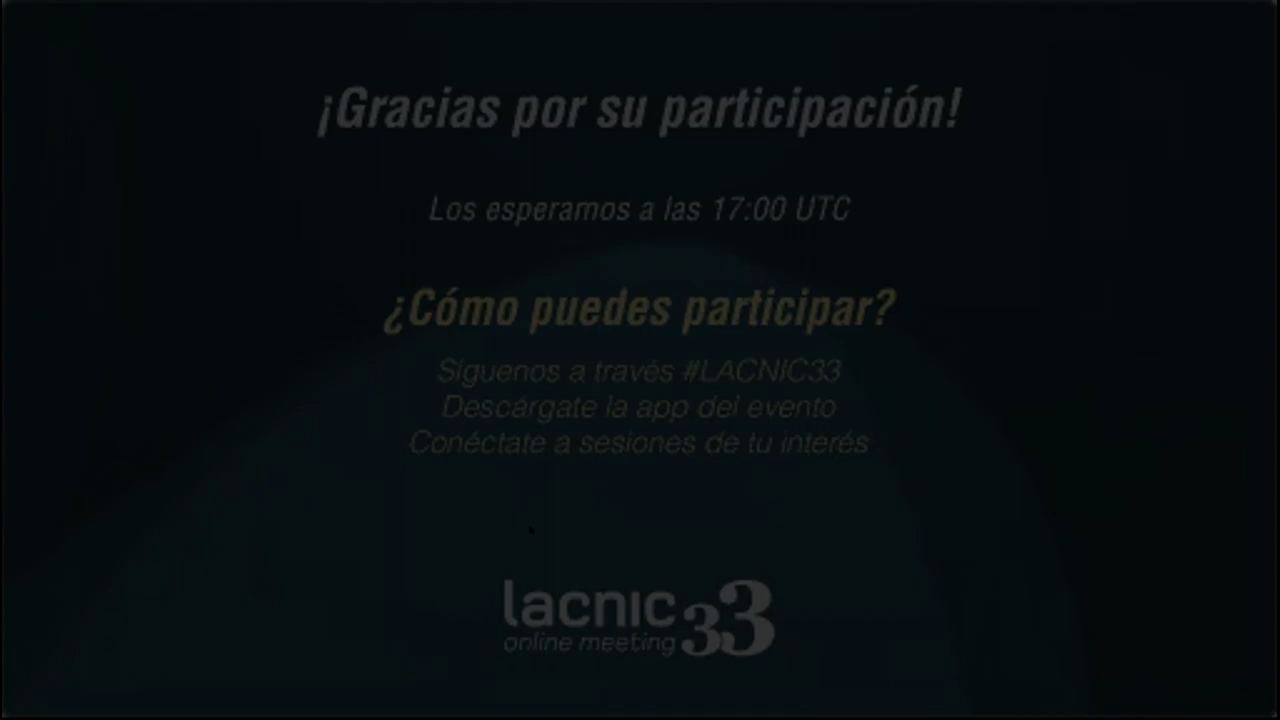 ¡Gracias por su participación!
Los esperamos a las 17:00 UTC
¿Cómo puedes participar?
Síguenos a través #LACNIC33
Descárgate la app del evento
Conéctate a sesiones de tu interés
lacnic 33
online meeting